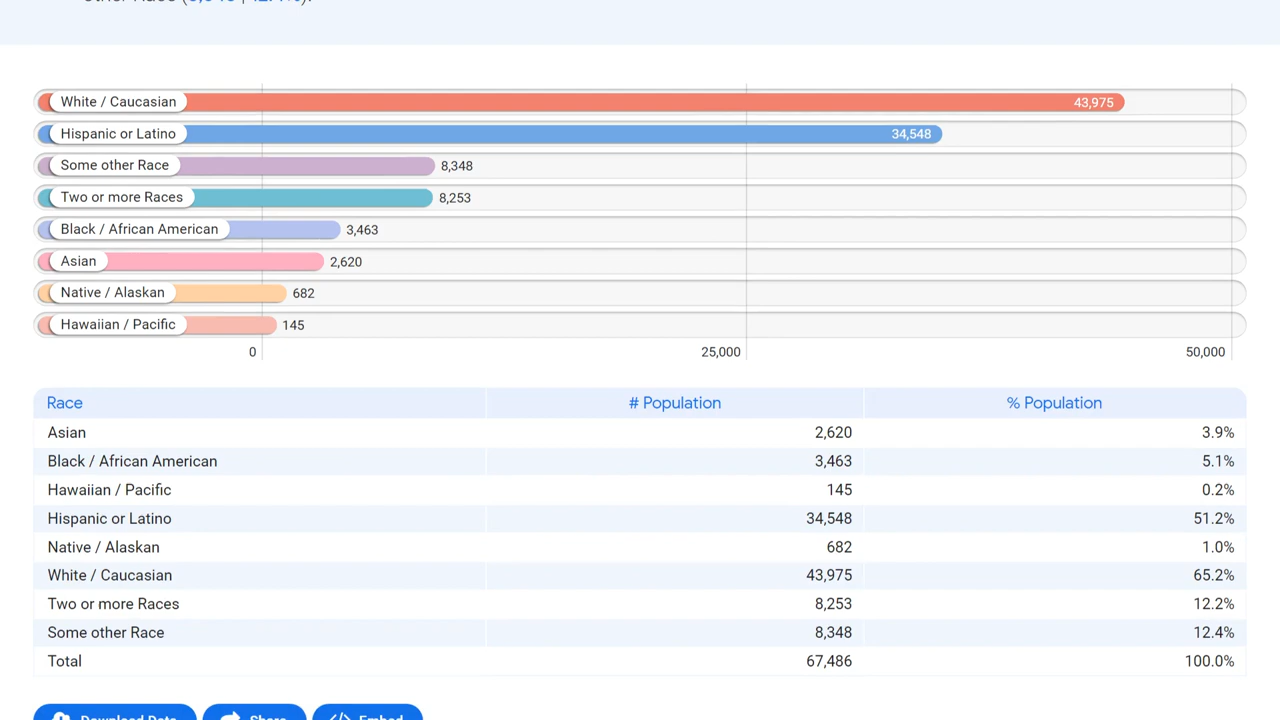 White / Caucasian 43,975
Hispanic or Latino 34,548
Some other Race 8,348
Two or more Races 8,253
Black / African American 3,463
Asian 2,620
Native / Alaskan 682
Hawaiian / Pacific 145
0 25,000 50,000
Race # Population % Population
Asian 2,620 3.9%
Black / African American 3,463 5.1%
Hawaiian / Pacific 145 0.2%
Hispanic or Latino 34,548 51.2%
Native / Alaskan 682 1.0%
White / Caucasian 43,975 65.2%
Two or more Races 8,253 12.2%
Some other Race 8,348 12.4%
Total 67,486 100.0%
Download Data Share Embed